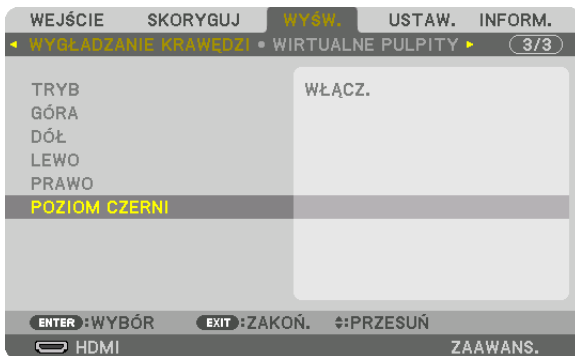 WEJŚCIE SKORYGUJ WYŚW. USTAW. INFORM.
WYGŁADZANIE KRAWĘDZI • WIRTUALNE PULPITY 3/3
TRYB WŁĄCZ.
GÓRA
DÓŁ
LEWO
PRAWO
POZIOM CZERNI
ENTER :WYBÓR EXIT :ZAKOŃ. :PRZESUŃ
HDMI ZAAWANS.